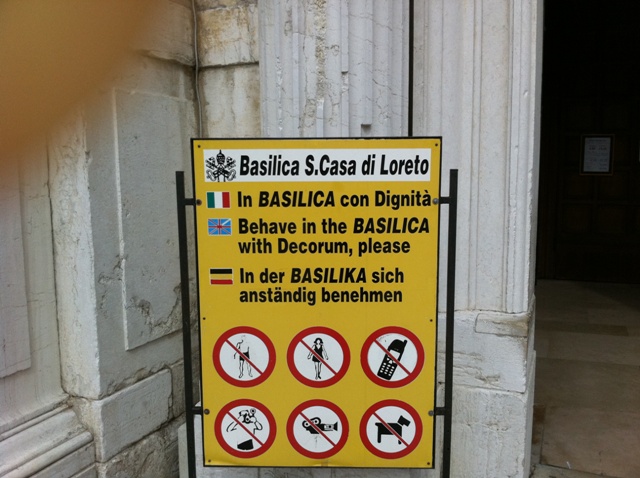 Basilica S.Casa di Loreto
In BASILICA con Dignità
Behave in the BASILICA
with Decorum, please
In der BASILIKA sich
anständig benehmen